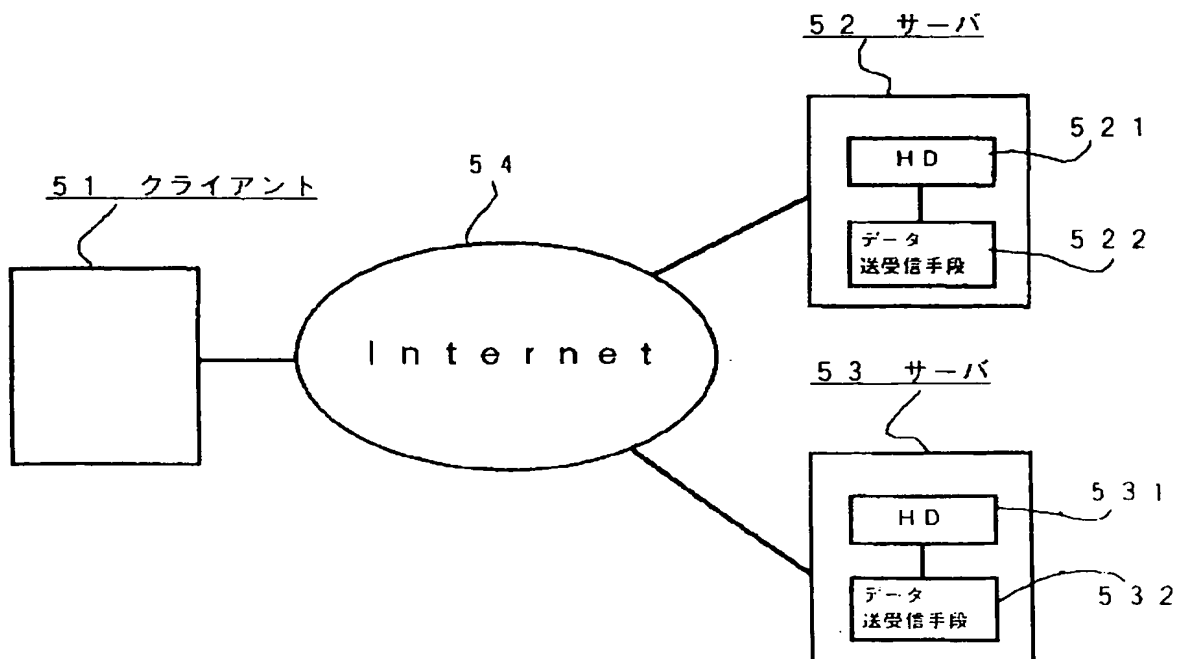 ５２ サーバ
５２１
ＨＤ
５４
５１ クライアント
データ
送受信手段
５２２
Ｉｎｔｅｒｎｅｔ
５３ サーバ
５３１
ＨＤ
データ
送受信手段
５３２